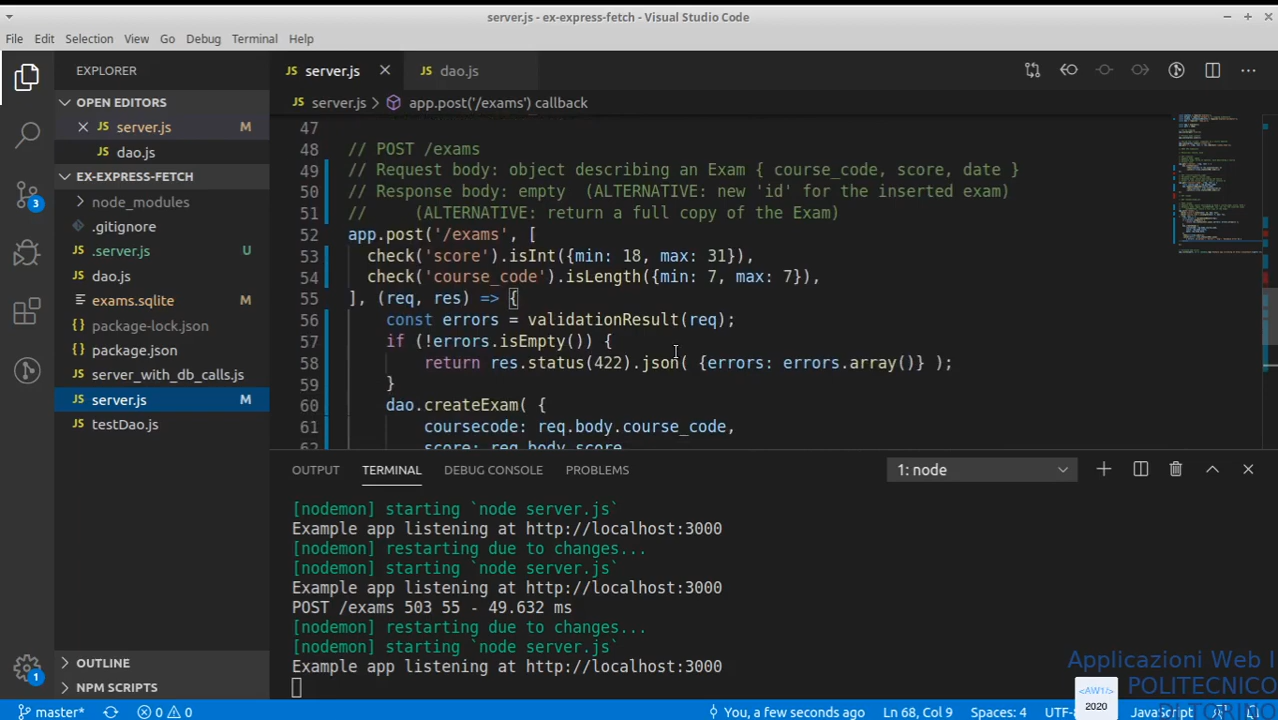 server.js - ex-express-fetch - Visual Studio Code
File Edit Selection View Go Debug Terminal Help
EXPLORER
OPEN EDITORS
server.js M
dao.js
EX-EXPRESS-FETCH
node_modules
.gitignore
.server.js U
dao.js
exams.sqlite
package-lock.json
package.json
server_with_db_calls.js
server.js M
testDao.js
OUTLINE
NPM SCRIPTS
3
1
JS server.js
JS dao.js
JS server.js > app.post('/exams') callback
47
48 // POST /exams
49 // Request body: object describing an Exam { course_code, score, date }
50 // Response body: empty  (ALTERNATIVE: new 'id' for the inserted exam)
51 //     (ALTERNATIVE: return a full copy of the Exam)
52 app.post('/exams', [
53   check('score').isInt({min: 18, max: 31}),
54   check('course_code').isLength({min: 7, max: 7}),
55 ], (req, res) => {
56     const errors = validationResult(req);
57     if (!errors.isEmpty()) {
58         return res.status(422).json( {errors: errors.array()} );
59     }
60     dao.createExam( {
61         coursecode: req.body.course_code,
62         score: req.body.score,
OUTPUT TERMINAL DEBUG CONSOLE PROBLEMS 1: node
[nodemon] starting `node server.js`
Example app listening at http://localhost:3000
[nodemon] restarting due to changes...
[nodemon] starting `node server.js`
Example app listening at http://localhost:3000
POST /exams 503 55 - 49.632 ms
[nodemon] restarting due to changes...
[nodemon] starting `node server.js`
Example app listening at http://localhost:3000
Applicazioni Web I
POLITECNICO
DI TORINO
<AW1/>
2020
master* 0 0 You, a few seconds ago Ln 68, Col 9 Spaces: 4 UTF-8 JavaScript